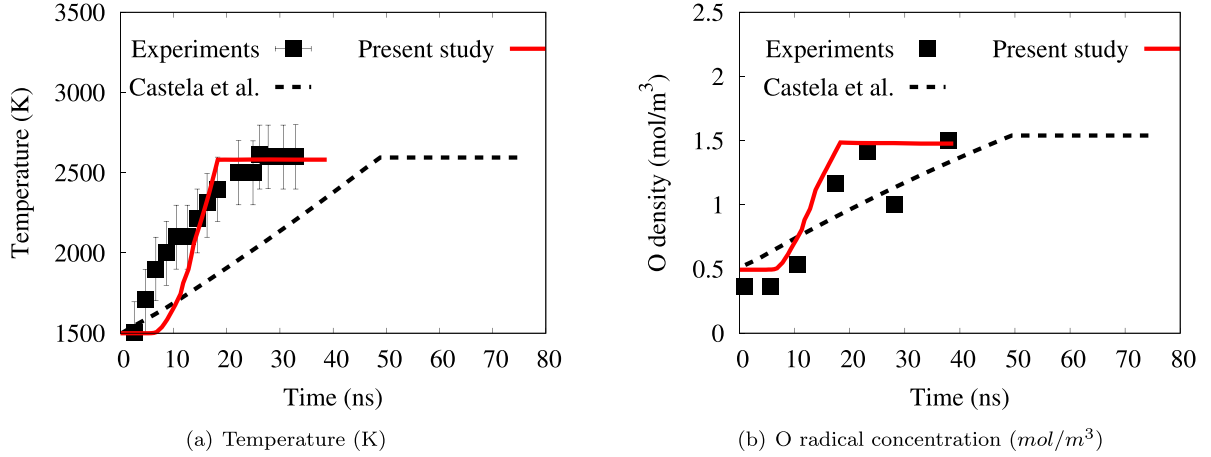 3500
3000
2500
2000
1500
Temperature (K)
Experiments
Present study
Castela et al.
0 10 20 30 40 50 60 70 80
Time (ns)
(a) Temperature (K)
2.5
2
1.5
1
0.5
0
O density (mol/m³)
Experiments
Present study
Castela et al.
0 10 20 30 40 50 60 70 80
Time (ns)
(b) O radical concentration (mol/m³)